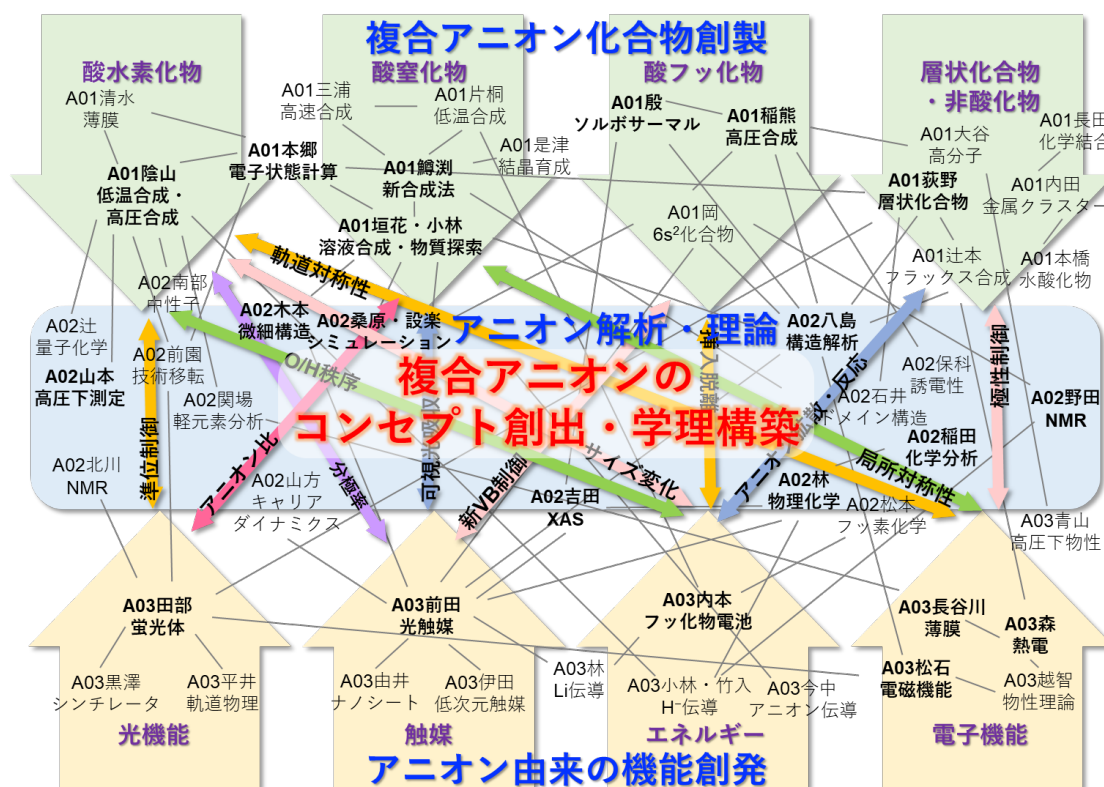 複合アニオン化合物創製
酸水素化物
酸窒化物
酸フッ化物
層状化合物
・非酸化物
A01清水
薄膜
A01三浦
高速合成
A01片桐
低温合成
A01殷
ソルボサーマル
A01稲熊
高圧合成
A01大谷
高分子
A01長田
化学結合
A01本郷
電子状態計算
A01是津
結晶育成
A01陰山
低温合成・
高圧合成
A01鱒渕
新合成法
A01荻野
層状化合物
A01内田
金属クラスター
A01垣花・小林
溶液合成・物質探索
A01岡
6s²化合物
A01辻本
フラックス合成
A01本橋
水酸化物
軌道対称性
A02南部
中性子
A02木本
微細構造
A02桑原・設楽
シミュレーション
アニオン解析・理論
A02八島
構造解析
A02辻
量子化学
A02前園
技術移転
A02山本
高圧下測定
A02関場
軽元素分析
O/H秩序
複合アニオンの
コンセプト創出・学理構築
A02保科
誘電性
A02石井
ドメイン構造
極性制御
A02野田
NMR
A02稲田
化学分析
準位制御
アニオン比
分極率
可視
新VB制御
サイズ変化
局所対称性
A02北川
NMR
A02山方
キャリア
ダイナミクス
A02吉田
XAS
A02林
物理化学
A02松本
フッ素化学
A03青山
高圧下物性
A03田部
蛍光体
A03前田
光触媒
A03内本
フッ化物電池
A03長谷川
薄膜
A03森
熱電
A03黒澤
シンチレータ
A03平井
軌道物理
A03由井
ナノシート
A03伊田
低次元触媒
A03林
Li伝導
A03小林・竹入
H⁻伝導
A03今中
アニオン伝導
A03松石
電磁機能
A03越智
物性理論
光機能
触媒
エネルギー
電子機能
アニオン由来の機能創発